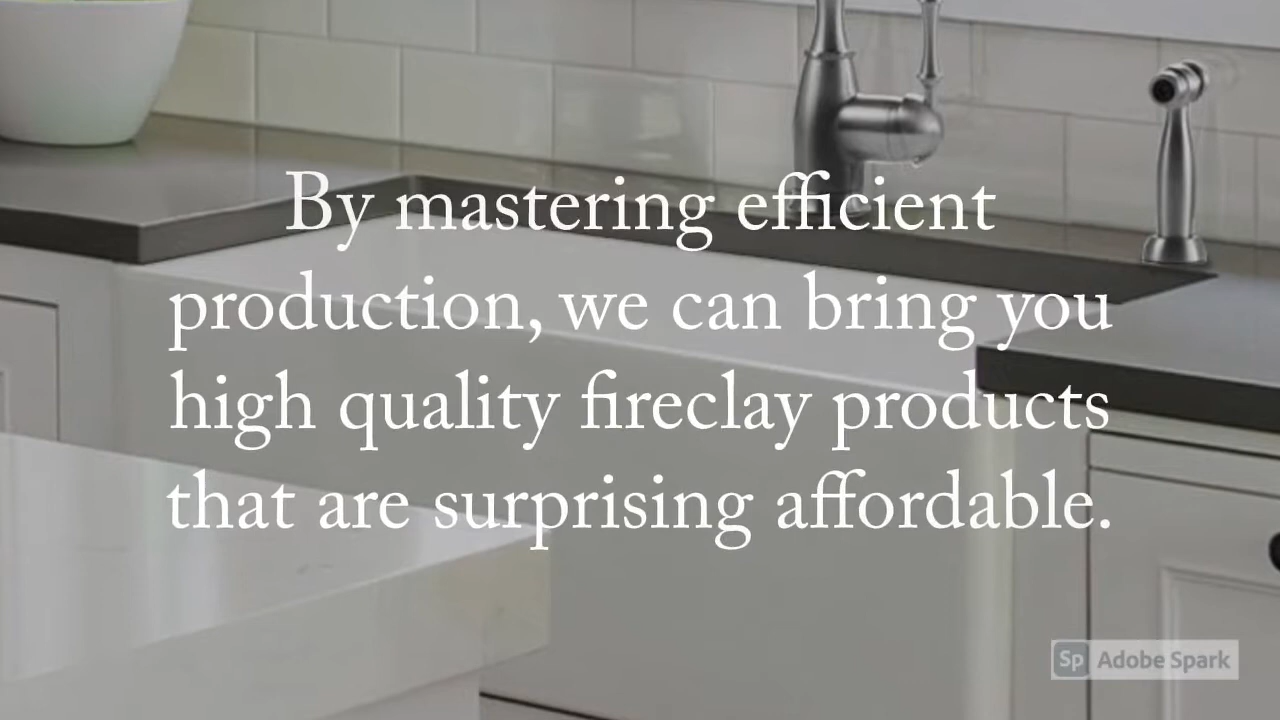 By mastering efficient
production, we can bring you
high quality fireclay products
that are surprising affordable.
Sp Adobe Spark